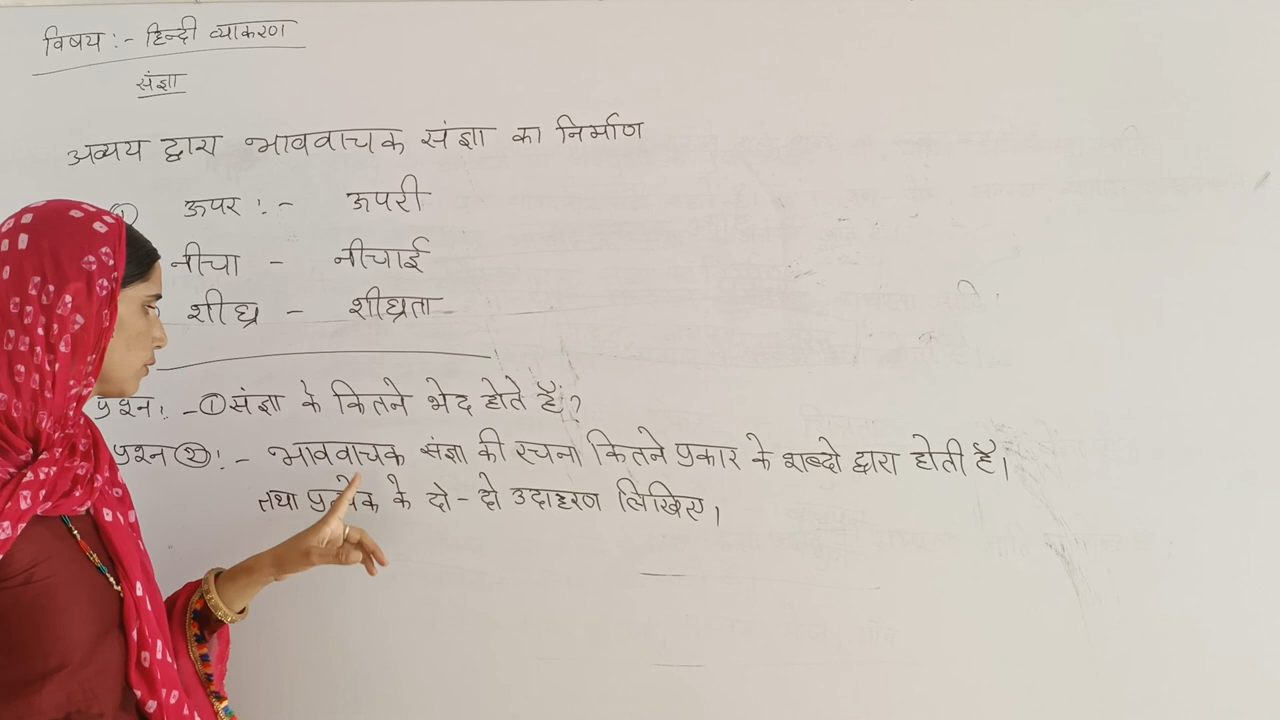 विषय :- हिन्दी व्याकरण
संज्ञा
अव्यय द्वारा भाववाचक संज्ञा का निर्माण
ऊपर :- ऊपरी
नीचा - नीचाई
शीघ्र - शीघ्रता
प्रश्न :- ① संज्ञा के कितने भेद होते हैं?
प्रश्न ② :- भाववाचक संज्ञा की रचना कितने प्रकार के शब्दो द्वारा होती है।
तथा प्रत्येक के दो-दो उदाहरण लिखिए।